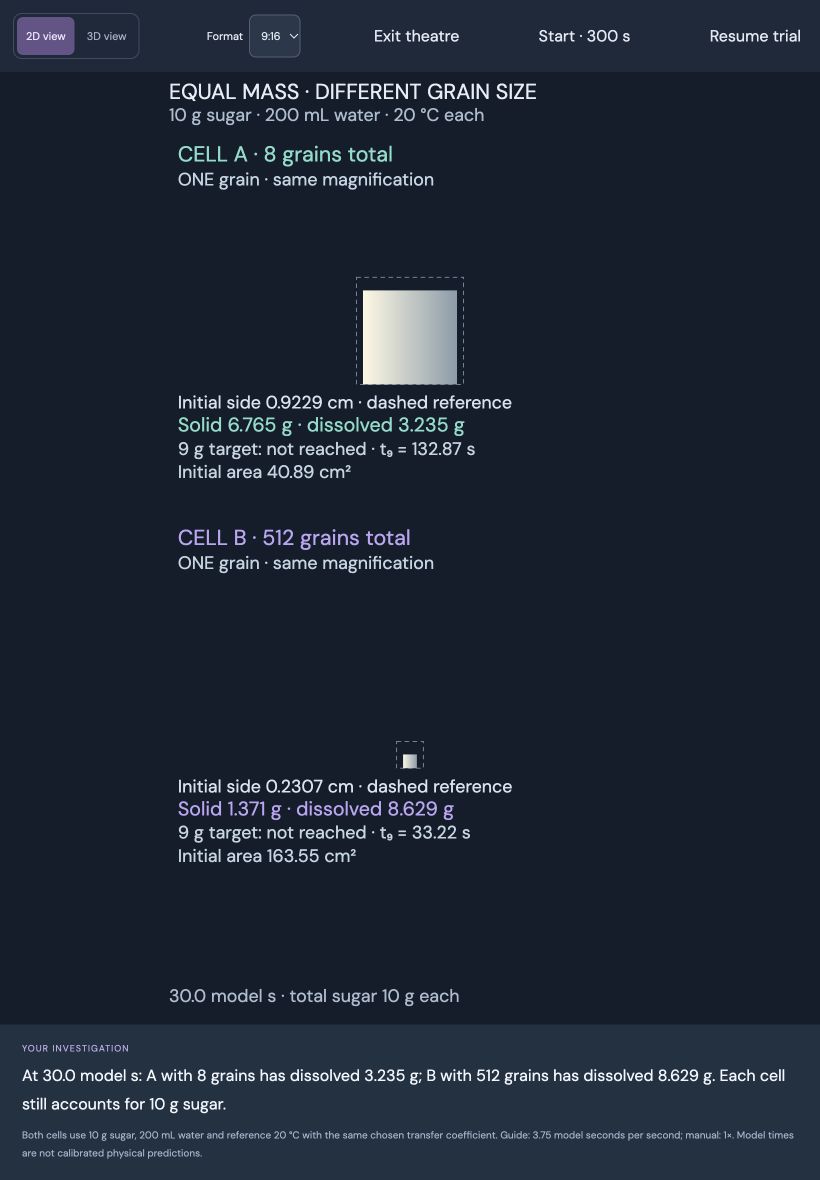 2D view
3D view
Format
9:16
Exit theatre
Start · 300 s
Resume trial
EQUAL MASS · DIFFERENT GRAIN SIZE
10 g sugar · 200 mL water · 20 °C each
CELL A · 8 grains total
ONE grain · same magnification
Initial side 0.9229 cm · dashed reference
Solid 6.765 g · dissolved 3.235 g
9 g target: not reached · t₉ = 132.87 s
Initial area 40.89 cm²
CELL B · 512 grains total
ONE grain · same magnification
Initial side 0.2307 cm · dashed reference
Solid 1.371 g · dissolved 8.629 g
9 g target: not reached · t₉ = 33.22 s
Initial area 163.55 cm²
30.0 model s · total sugar 10 g each
YOUR INVESTIGATION
At 30.0 model s: A with 8 grains has dissolved 3.235 g; B with 512 grains has dissolved 8.629 g. Each cell
still accounts for 10 g sugar.
Both cells use 10 g sugar, 200 mL water and reference 20 °C with the same chosen transfer coefficient. Guide: 3.75 model seconds per second; manual: 1×. Model times
are not calibrated physical predictions.